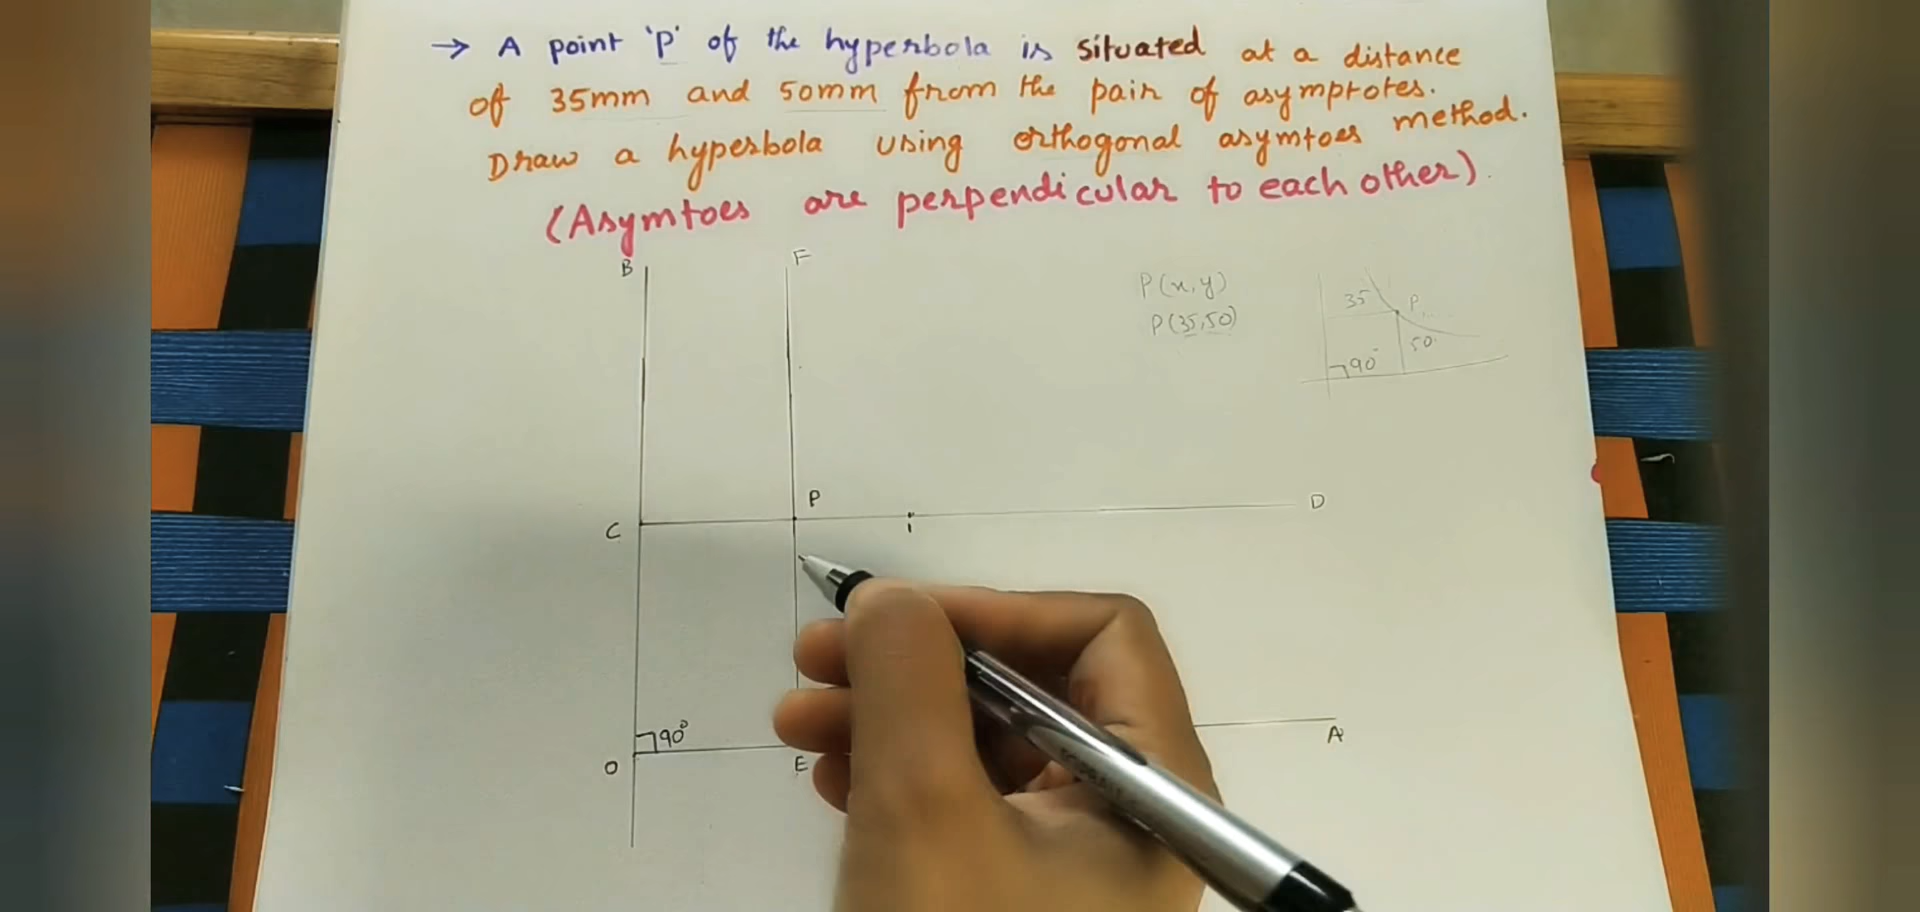 → A point 'P' of the hyperbola is situated at a distance
of 35mm and 50mm from the pair of asymptotes.
Draw a hyperbola using orthogonal asymtoes method.
(Asymtoes are perpendicular to each other).
B
F
P(x,y)
P(35,50)
35
P
50
90°
P
D
C
1
90°
O
E
A